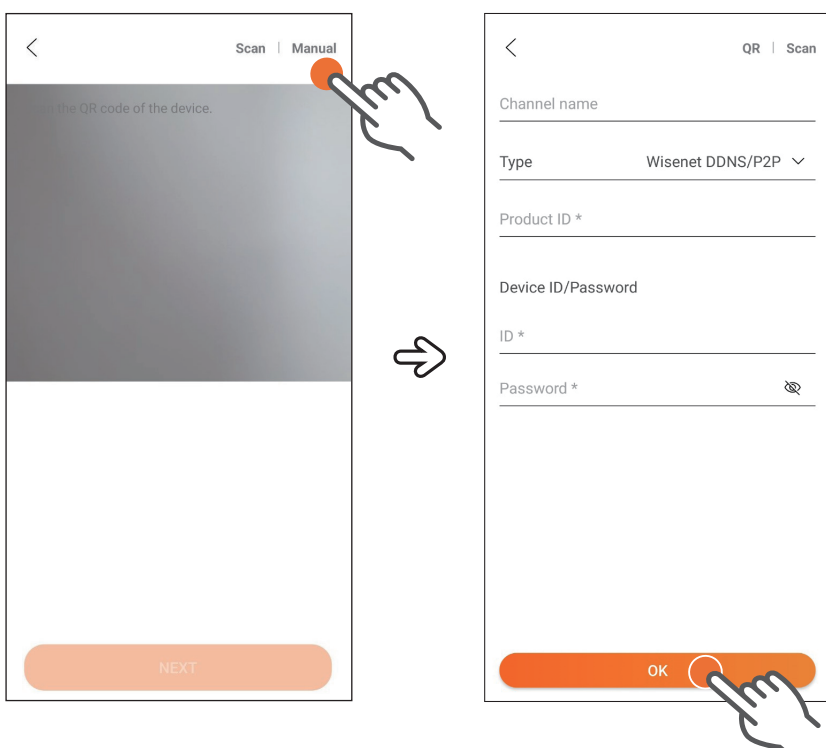 Scan | Manual
the QR code of the device.
NEXT
QR | Scan
Channel name
Type Wisenet DDNS/P2P
Product ID *
Device ID/Password
ID *
Password *
OK